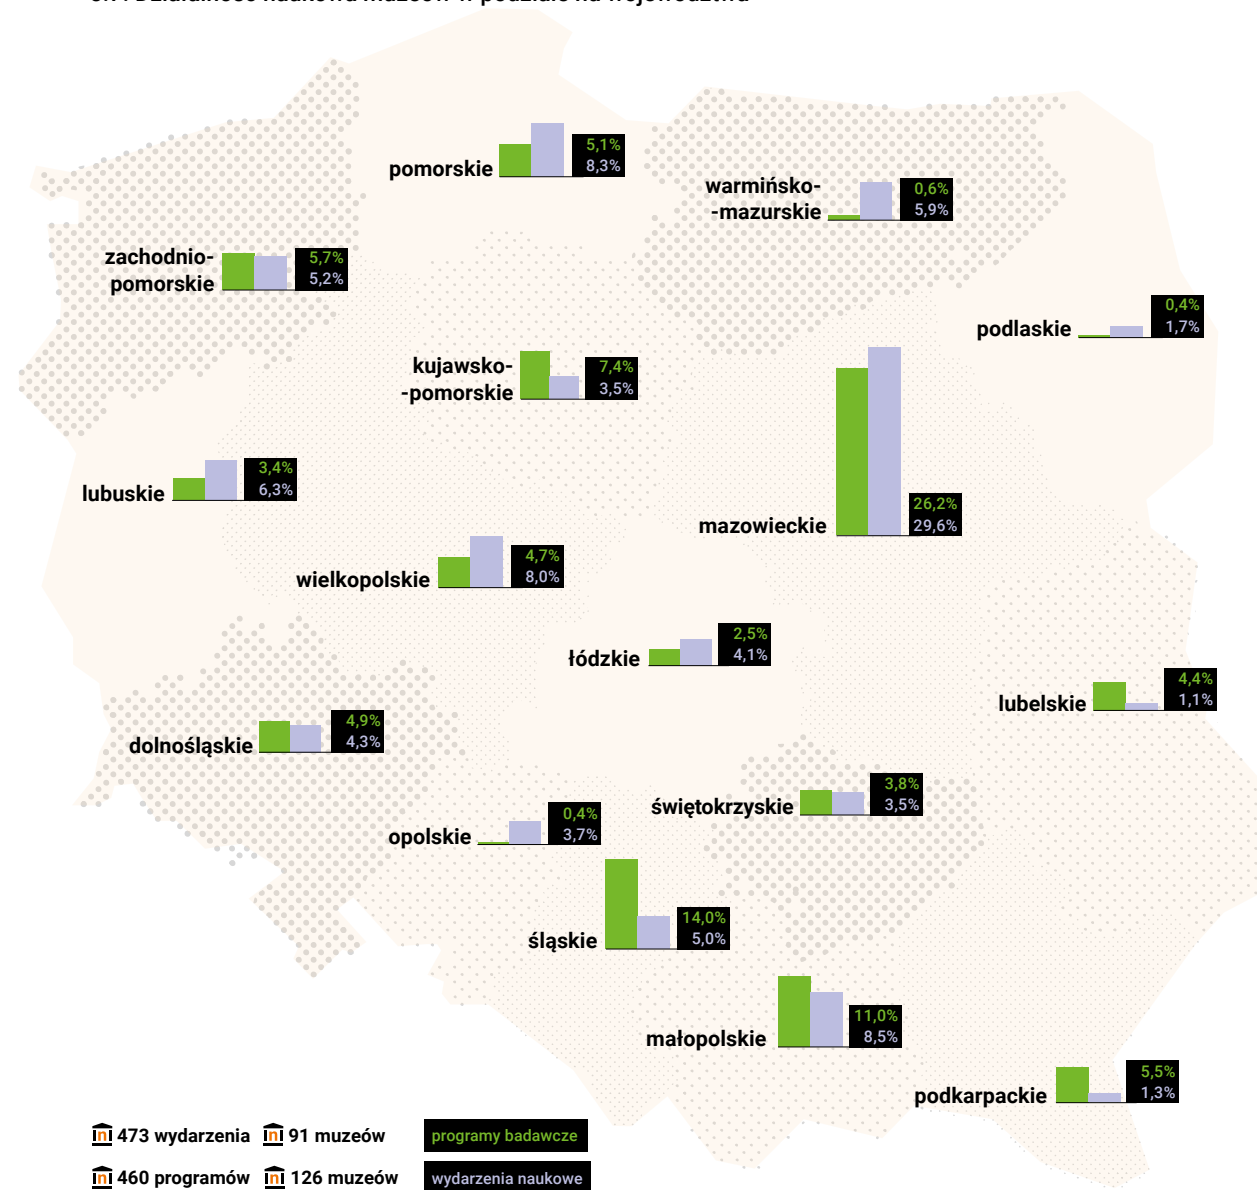 pomorskie
5,1%
8,3%
warmińsko-
-mazurskie
0,6%
5,9%
zachodnio-
pomorskie
5,7%
5,2%
podlaskie
0,4%
1,7%
kujawsko-
-pomorskie
7,4%
3,5%
lubuskie
3,4%
6,3%
mazowieckie
26,2%
29,6%
wielkopolskie
4,7%
8,0%
łódzkie
2,5%
4,1%
lubelskie
4,4%
1,1%
dolnośląskie
4,9%
4,3%
świętokrzyskie
3,8%
3,5%
opolskie
0,4%
3,7%
śląskie
14,0%
5,0%
małopolskie
11,0%
8,5%
podkarpackie
5,5%
1,3%
473 wydarzenia 91 muzeów programy badawcze
460 programów 126 muzeów wydarzenia naukowe